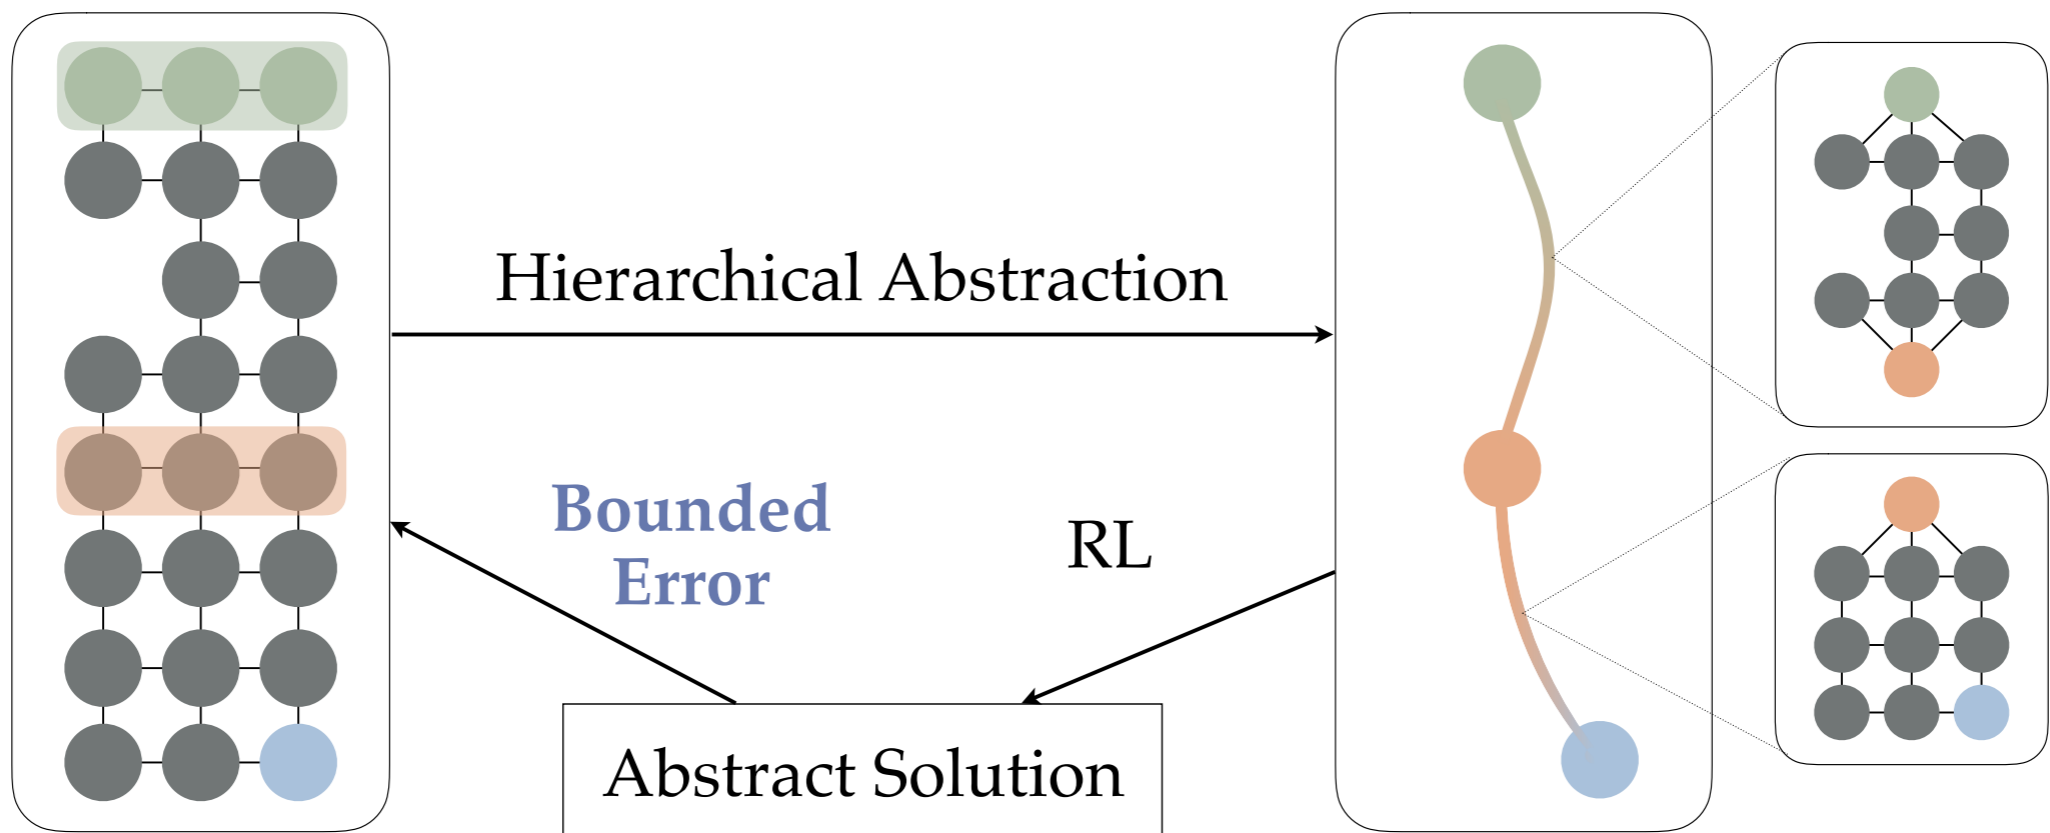 Hierarchical Abstraction
Bounded
Error
RL
Abstract Solution